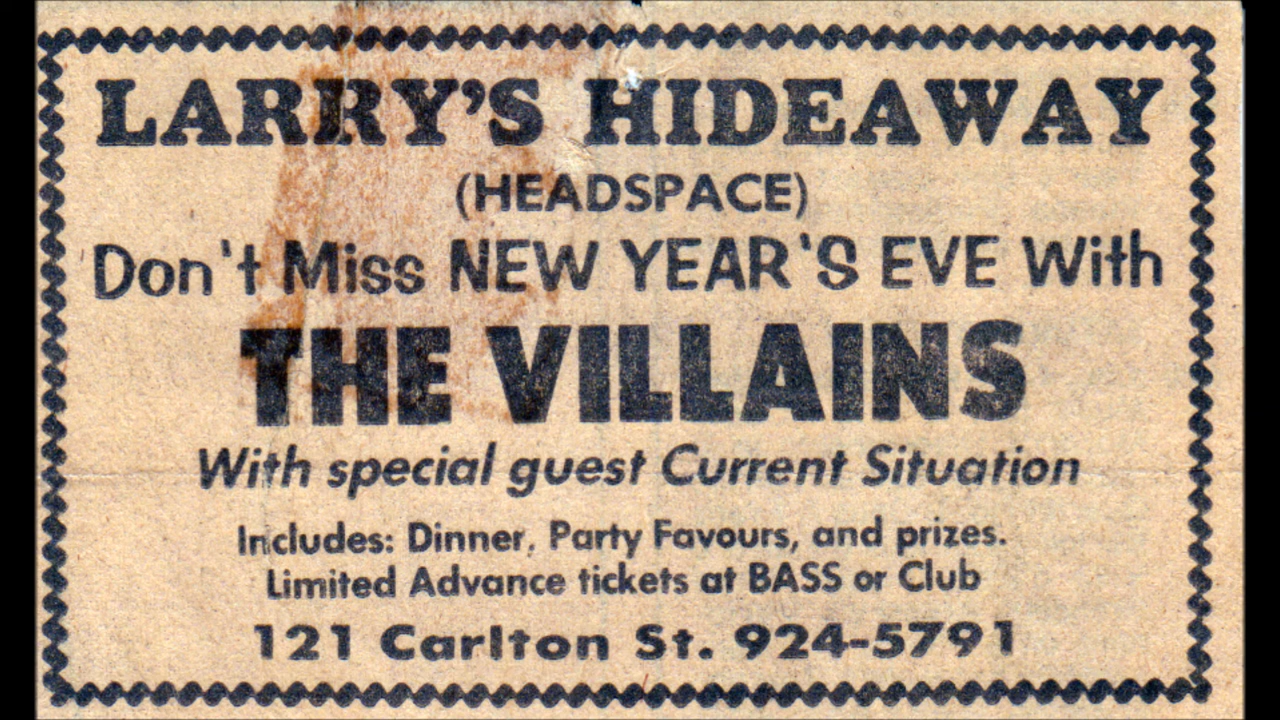 LARRY'S HIDEAWAY
(HEADSPACE)
Don't Miss NEW YEAR'S EVE With
THE VILLAINS
With special guest Current Situation
Includes: Dinner, Party Favours, and prizes.
Limited Advance tickets at BASS or Club
121 Carlton St. 924-5791